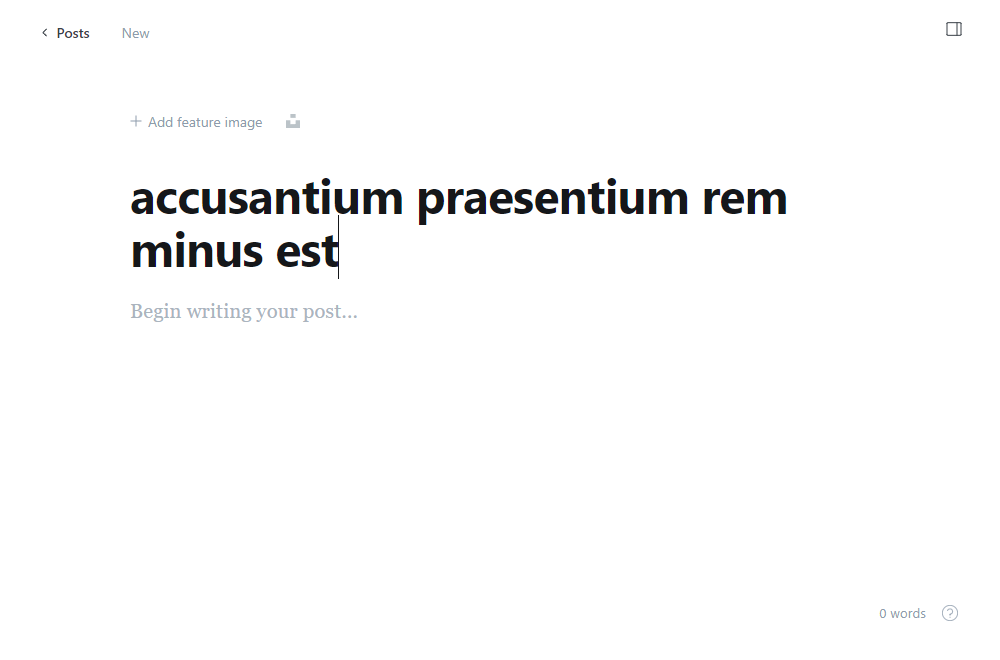 Posts New
Add feature image
accusantium praesentium rem
minus est
Begin writing your post...
0 words